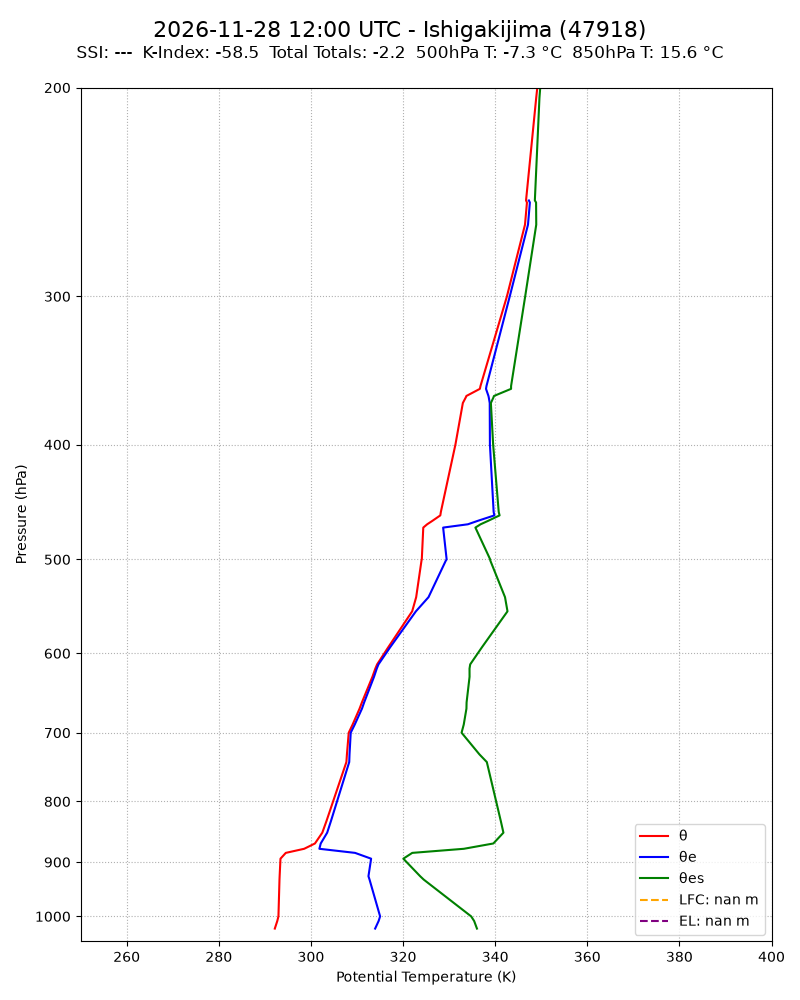 2026-11-28 12:00 UTC - Ishigakijima (47918)
SSI: --- K-Index: -58.5 Total Totals: -2.2 500hPa T: -7.3 °C 850hPa T: 15.6 °C
200
300
400
500
600
700
800
900
1000
Pressure (hPa)
260 280 300 320 340 360 380 400
Potential Temperature (K)
θ
θe
θes
LFC: nan m
EL: nan m